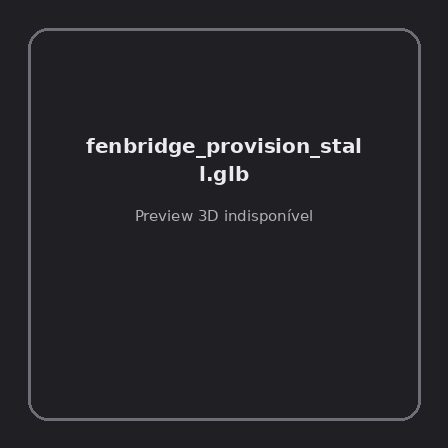 fenbridge_provision_stal
l.glb
Preview 3D indisponível